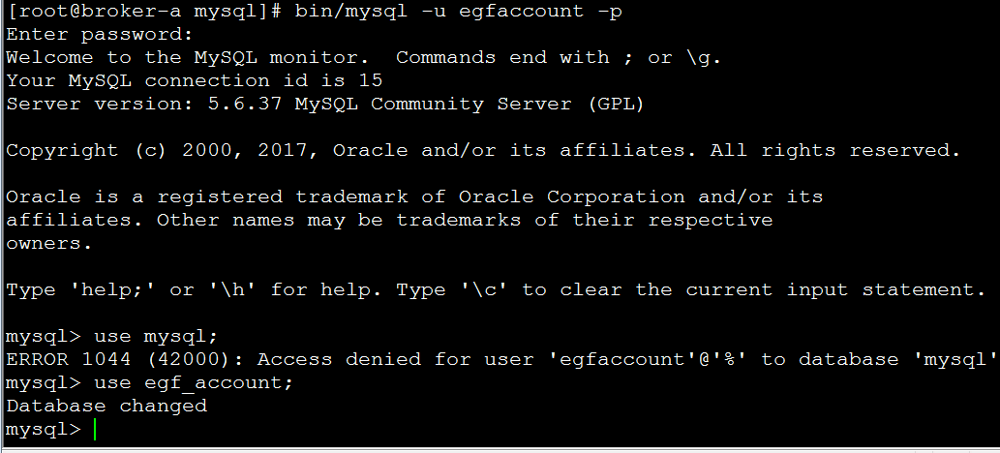 [root@broker-a mysql]# bin/mysql -u egfaccount -p
Enter password:
Welcome to the MySQL monitor.  Commands end with ; or \g.
Your MySQL connection id is 15
Server version: 5.6.37 MySQL Community Server (GPL)
Copyright (c) 2000, 2017, Oracle and/or its affiliates. All rights reserved.
Oracle is a registered trademark of Oracle Corporation and/or its
affiliates. Other names may be trademarks of their respective
owners.
Type 'help;' or '\h' for help. Type '\c' to clear the current input statement.
mysql> use mysql;
ERROR 1044 (42000): Access denied for user 'egfaccount'@'%' to database 'mysql'
mysql> use egf_account;
Database changed
mysql>